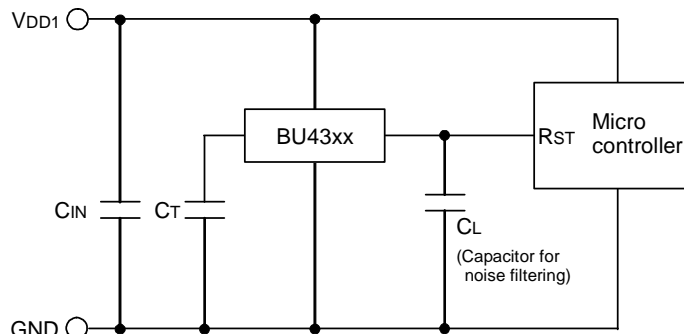 VDD1
BU43xx
RST
Micro
controller
CIN
CT
CL
(Capacitor for
noise filtering)
GND